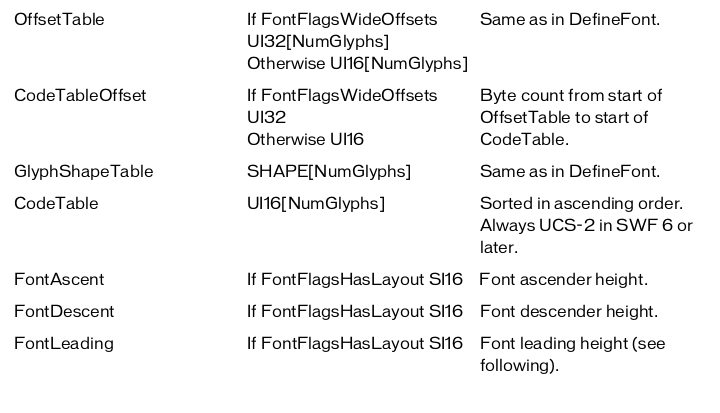 OffsetTable If FontFlagsWideOffsets Same as in DefineFont.
UI32[NumGlyphs]
Otherwise UI16[NumGlyphs]
CodeTableOffset If FontFlagsWideOffsets Byte count from start of
UI32 OffsetTable to start of
Otherwise UI16 CodeTable.
GlyphShapeTable SHAPE[NumGlyphs] Same as in DefineFont.
CodeTable UI16[NumGlyphs] Sorted in ascending order.
Always UCS-2 in SWF 6 or
later.
FontAscent If FontFlagsHasLayout SI16 Font ascender height.
FontDescent If FontFlagsHasLayout SI16 Font descender height.
FontLeading If FontFlagsHasLayout SI16 Font leading height (see
following).